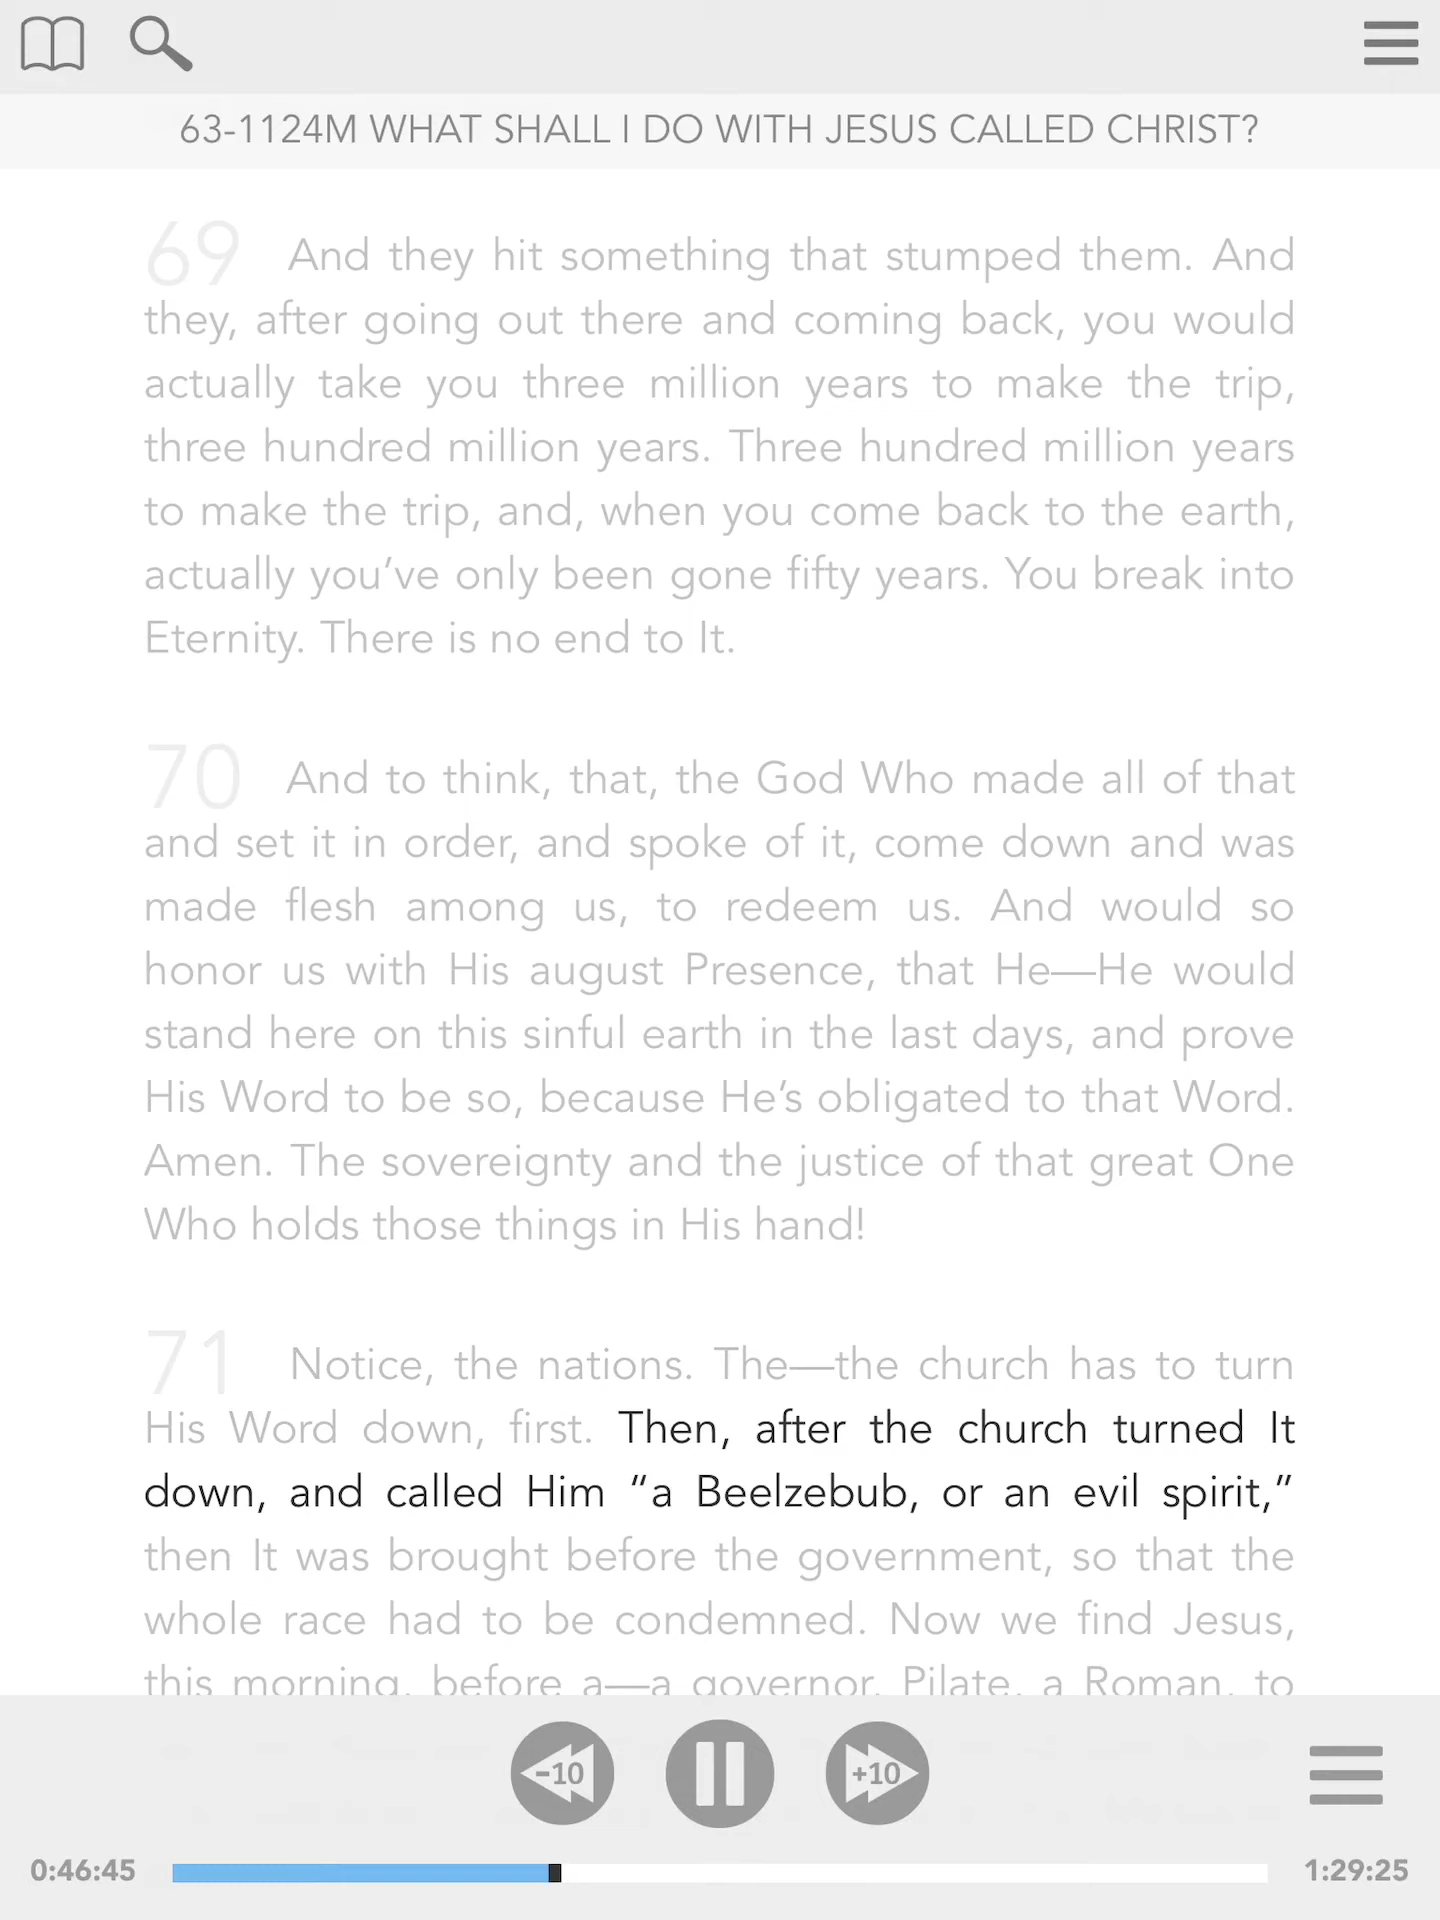 63-1124M WHAT SHALL I DO WITH JESUS CALLED CHRIST?
69 And they hit something that stumped them. And
they, after going out there and coming back, you would
actually take you three million years to make the trip,
three hundred million years. Three hundred million years
to make the trip, and, when you come back to the earth,
actually you’ve only been gone fifty years. You break into
Eternity. There is no end to It.
70 And to think, that, the God Who made all of that
and set it in order, and spoke of it, come down and was
made flesh among us, to redeem us. And would so
honor us with His august Presence, that He—He would
stand here on this sinful earth in the last days, and prove
His Word to be so, because He’s obligated to that Word.
Amen. The sovereignty and the justice of that great One
Who holds those things in His hand!
71 Notice, the nations. The—the church has to turn
His Word down, first. Then, after the church turned It
down, and called Him “a Beelzebub, or an evil spirit,”
then It was brought before the government, so that the
whole race had to be condemned. Now we find Jesus,
this morning, before a—a governor, Pilate, a Roman, to
-10 +10
0:46:45 1:29:25